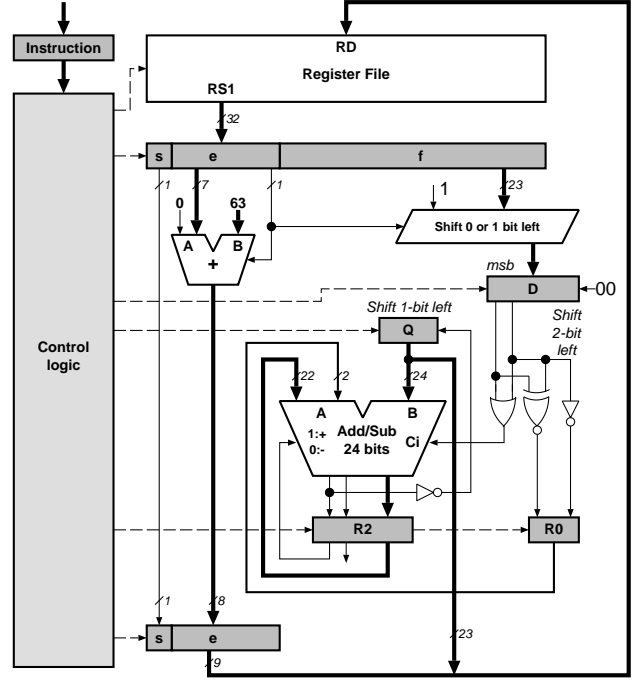 Instruction
RD
Register File
RS1
32
s e f
1 7 1 23
0 63 1
A B
+
Shift 0 or 1 bit left
msb
D
00
Shift 1-bit left
Shift
2-bit
left
Q
Control
logic
22 2 24
A B
1:+
0:-
Add/Sub
24 bits
Ci
R2
R0
1 8 23
s e
9